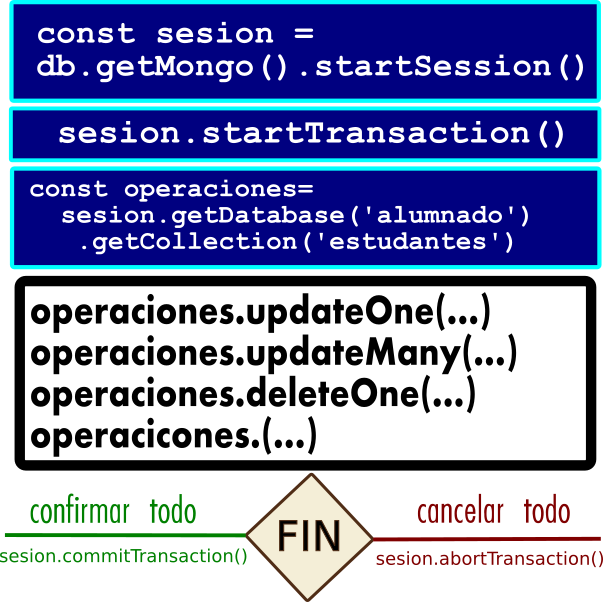 const sesion =
db.getMongo().startSession()
sesion.startTransaction()
const operaciones=
sesion.getDatabase('alumnado')
.getCollection('estudantes')
operaciones.updateOne(...)
operaciones.updateMany(...)
operaciones.deleteOne(...)
operacicones.(...)
confirmar todo
cancelar todo
FIN
sesion.commitTransaction()
sesion.abortTransaction()